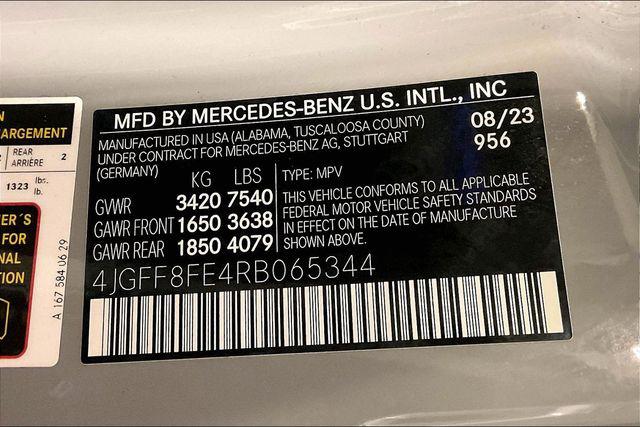 N
ARGEMENT
REAR
ARRIÈRE 2
1323 lbs.
lb.
ER'S
FOR
NAL
TION
A 167 584 06 29
MFD BY MERCEDES-BENZ U.S. INTL., INC
MANUFACTURED IN USA (ALABAMA, TUSCALOOSA COUNTY)
UNDER CONTRACT FOR MERCEDES-BENZ AG, STUTTGART
(GERMANY)
08/23
956
KG LBS
GVWR 3420 7540
GAWR FRONT 1650 3638
GAWR REAR 1850 4079
TYPE: MPV
THIS VEHICLE CONFORMS TO ALL APPLICABLE
FEDERAL MOTOR VEHICLE SAFETY STANDARDS
IN EFFECT ON THE DATE OF MANUFACTURE
SHOWN ABOVE.
4JGFF8FE4RB065344